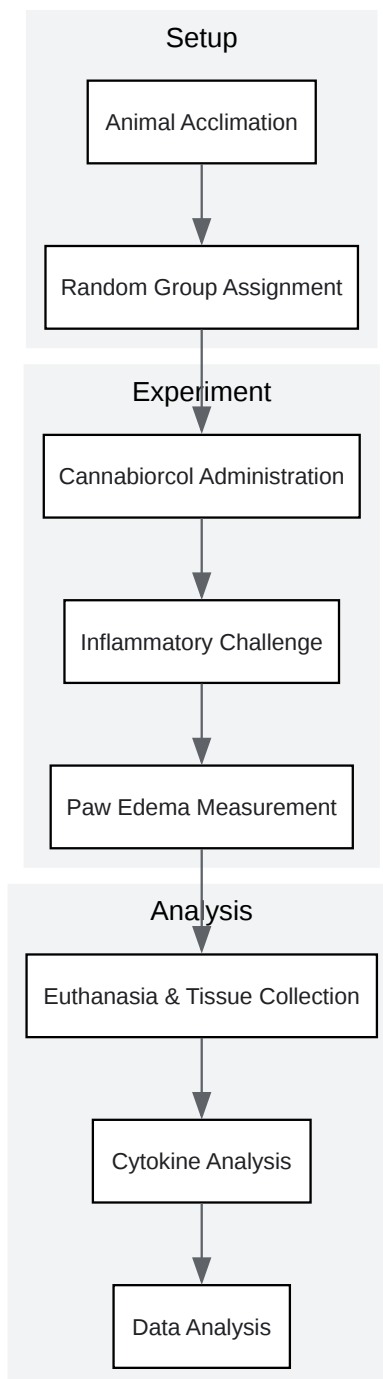 Setup
Animal Acclimation
Random Group Assignment
Experiment
Cannabiorcol Administration
Inflammatory Challenge
Paw Edema Measurement
Analysis
Euthanasia & Tissue Collection
Cytokine Analysis
Data Analysis